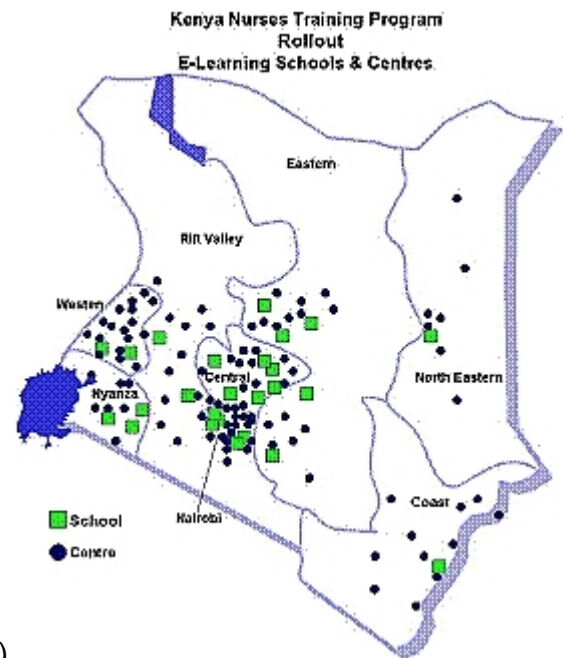 Kenya Nurses Training Program
Rollout
E-Learning Schools & Centres
Eastern
Rift Valley
Western
North Eastern
Central
Nyanza
Coast
Nairobi
School
Centre
)